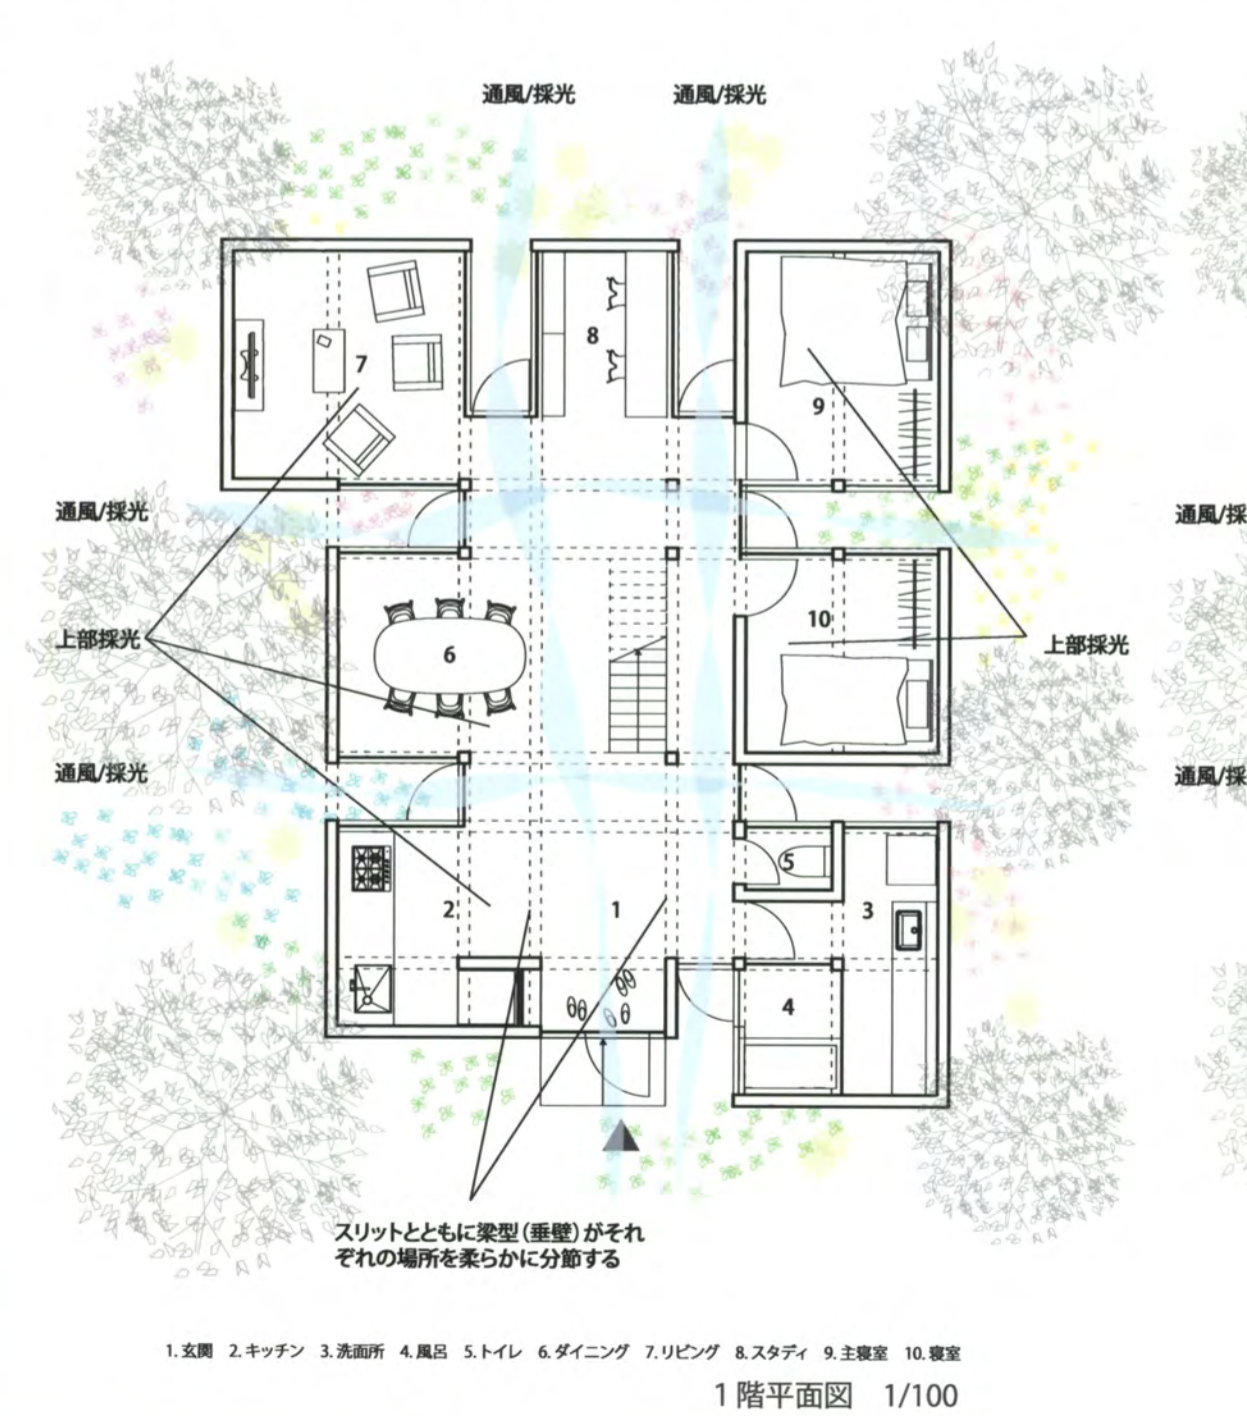 通風/採光 通風/採光
8
7
9
通風/採光
通風/採
10
上部採光
6
上部採光
通風/採光
通風/採
5
2
1
3
4
スリットとともに梁型（垂壁）がそれ
ぞれの場所を柔らかに分節する
1. 玄関 2. キッチン 3. 洗面所 4. 風呂 5. トイレ 6. ダイニング 7. リビング 8. スタディ 9. 主寝室 10. 寝室
1 階平面図 1/100